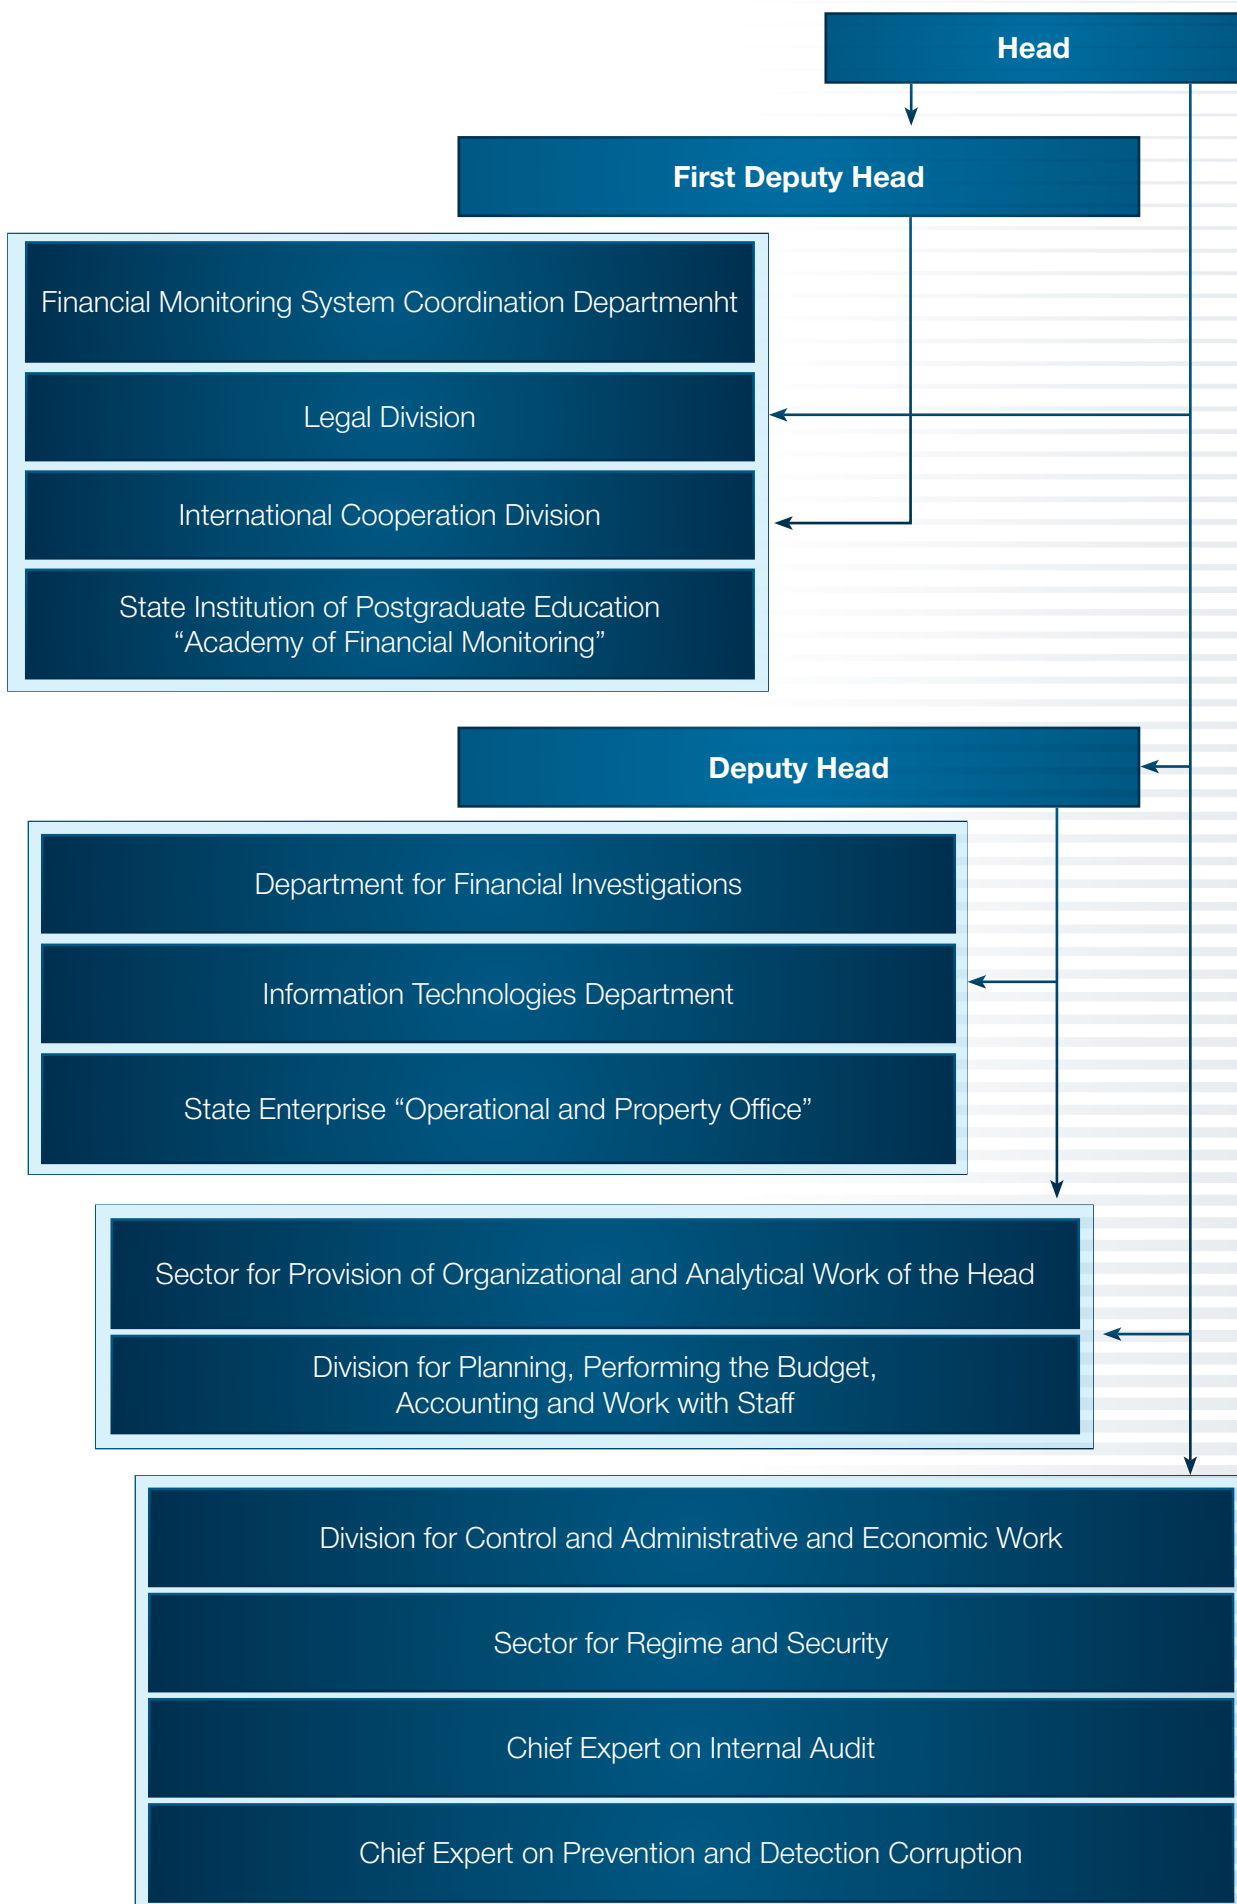 Head
First Deputy Head
Financial Monitoring System Coordination Departmenht
Legal Division
International Cooperation Division
State Institution of Postgraduate Education
“Academy of Financial Monitoring”
Deputy Head
Department for Financial Investigations
Information Technologies Department
State Enterprise “Operational and Property Office”
Sector for Provision of Organizational and Analytical Work of the Head
Division for Planning, Performing the Budget,
Accounting and Work with Staff
Division for Control and Administrative and Economic Work
Sector for Regime and Security
Chief Expert on Internal Audit
Chief Expert on Prevention and Detection Corruption